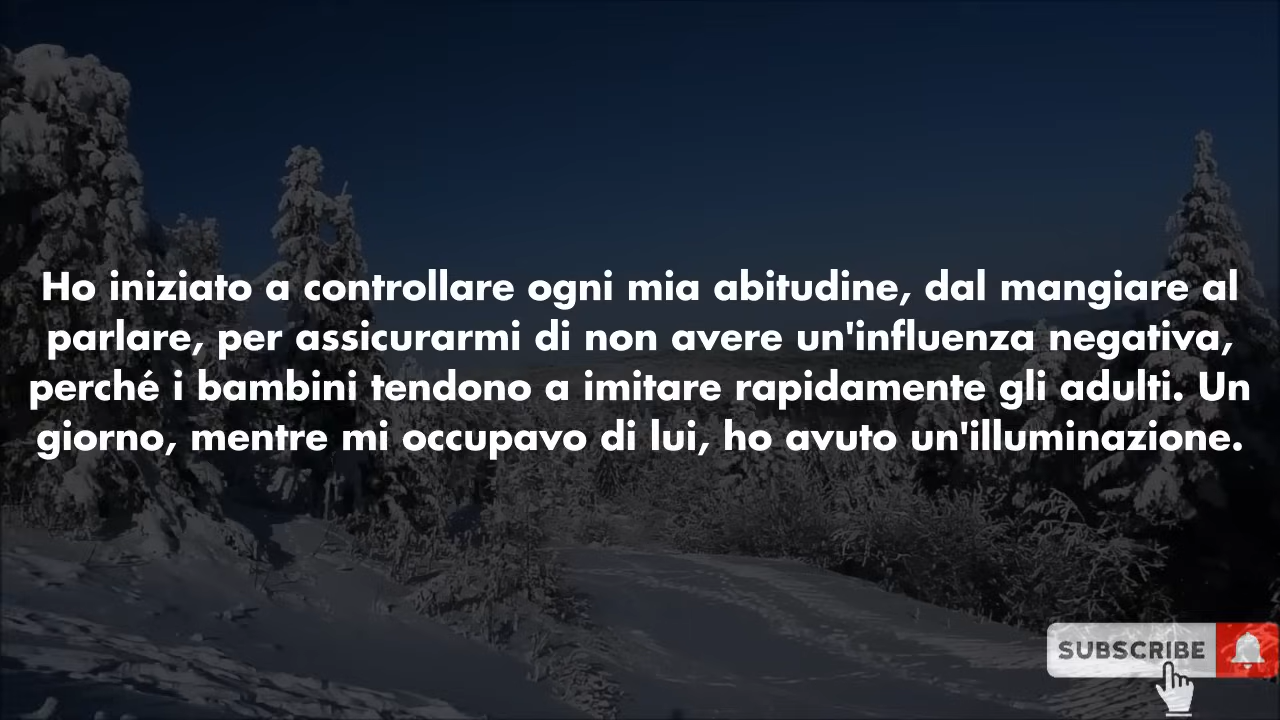 Ho iniziato a controllare ogni mia abitudine, dal mangiare al
parlare, per assicurarmi di non avere un'influenza negativa,
perché i bambini tendono a imitare rapidamente gli adulti. Un
giorno, mentre mi occupavo di lui, ho avuto un'illuminazione.
SUBSCRIBE